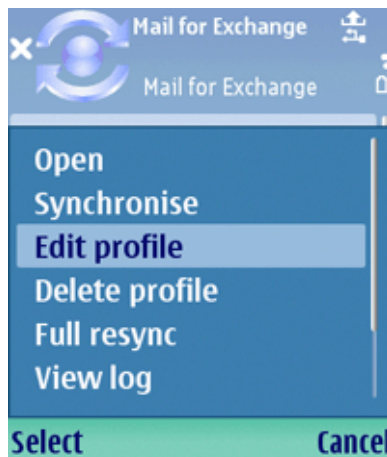 Mail for Exchange
Mail for Exchange
Open
Synchronise
Edit profile
Delete profile
Full resync
View log
Select Cancel